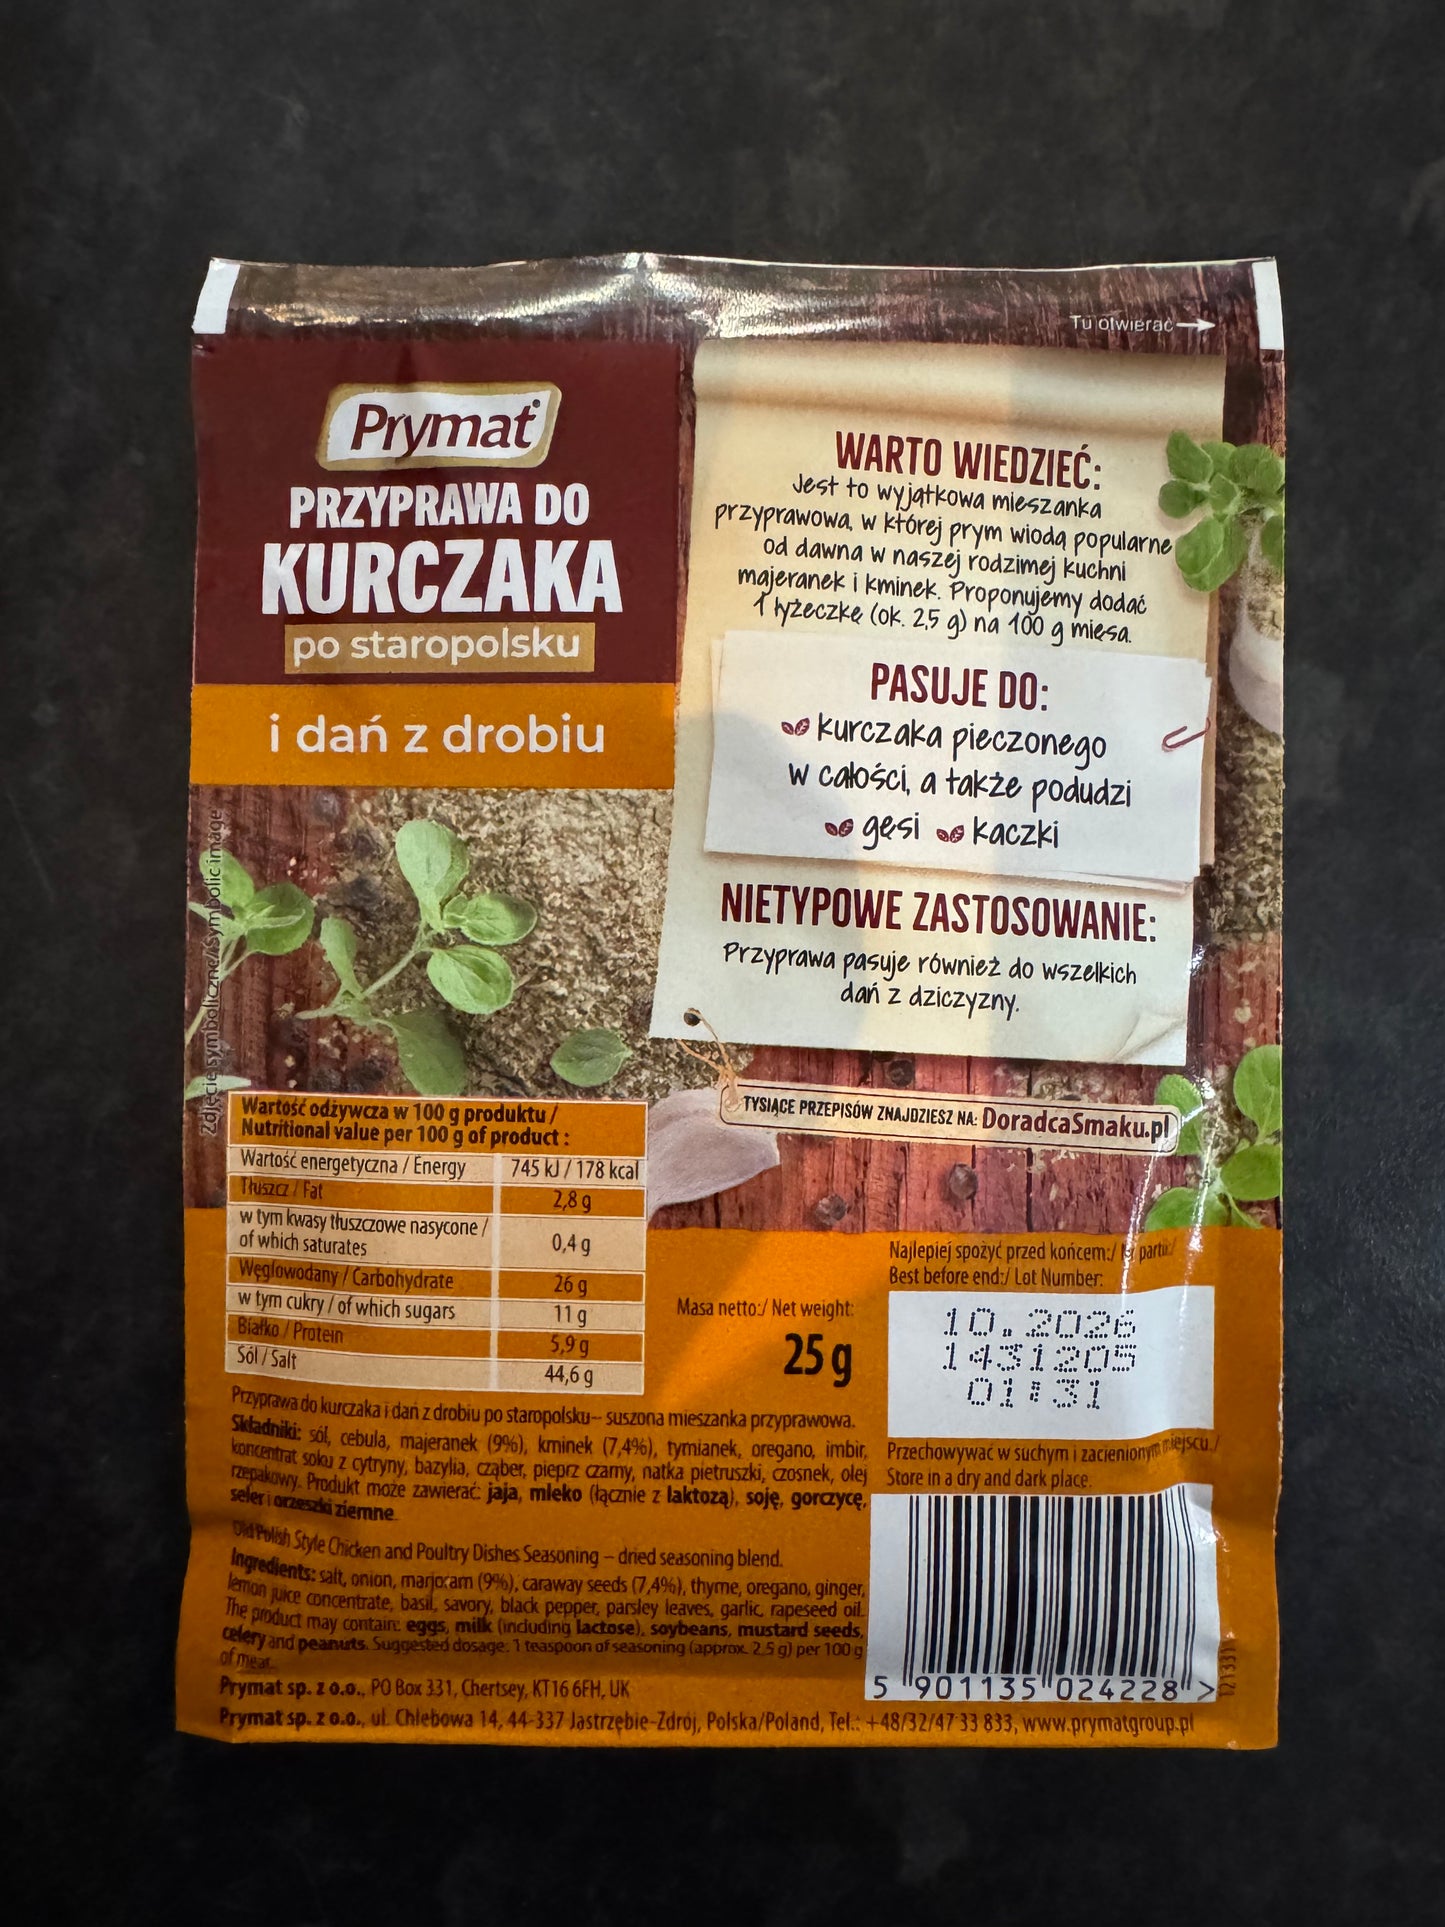 Tu otwierać
Prymat
PRZYPRAWA DO
KURCZAKA
po staropolsku
i dań z drobiu
WARTO WIEDZIEĆ:
Jest to wyjątkowa mieszanka
przyprawowa, w której prym wiodą popularne
od dawna w naszej rodzimej kuchni
majeranek i kminek. Proponujemy dodać
1 łyżeczkę (ok. 2,5 g) na 100 g mięsa.
PASUJE DO:
kurczaka pieczonego
w całości, a także podudzi
gęsi kaczki
NIETYPOWE ZASTOSOWANIE:
Przyprawa pasuje również do wszelkich
dań z dziczyzny.
TYSIĄCE PRZEPISÓW ZNAJDZIESZ NA: DoradcaSmaku.pl
Zdjęcie symboliczne/Symbolic image
Wartość odżywcza w 100 g produktu /
Nutritional value per 100 g of product :
Wartość energetyczna / Energy 745 kJ / 178 kcal
Tłuszcz / Fat 2,8 g
w tym kwasy tłuszczowe nasycone /
of which saturates 0,4 g
Węglowodany / Carbohydrate 26 g
w tym cukry / of which sugars 11 g
Białko / Protein 5,9 g
Sól / Salt 44,6 g
Masa netto:/ Net weight:
25 g
Najlepiej spożyć przed końcem:/ partii:/
Best before end:/ Lot Number:
10.2026
1431205
01:31
Przechowywać w suchym i zacienionym miejscu./
Store in a dry and dark place.
Przyprawa do kurczaka i dań z drobiu po staropolsku– suszona mieszanka przyprawowa.
Składniki: sól, cebula, majeranek (9%), kminek (7,4%), tymianek, oregano, imbir,
koncentrat soku z cytryny, bazylia, cząber, pieprz czarny, natka pietruszki, czosnek, olej
rzepakowy. Produkt może zawierać: jaja, mleko (łącznie z laktozą), soję, gorczycę,
seler i orzeszki ziemne.
Old Polish Style Chicken and Poultry Dishes Seasoning – dried seasoning blend.
Ingredients: salt, onion, marjoram (9%), caraway seeds (7,4%), thyme, oregano, ginger,
lemon juice concentrate, basil, savory, black pepper, parsley leaves, garlic, rapeseed oil.
The product may contain: eggs, milk (including lactose), soybeans, mustard seeds,
celery and peanuts. Suggested dosage: 1 teaspoon of seasoning (approx. 2.5 g) per 100 g
of meat.
Prymat sp. z o.o., PO Box 331, Chertsey, KT16 6FH, UK
Prymat sp. z o.o., ul. Chlebowa 14, 44-337 Jastrzębie-Zdrój, Polska/Poland, Tel.: +48/32/47 33 833, www.prymatgroup.pl
5 901135 024228 >